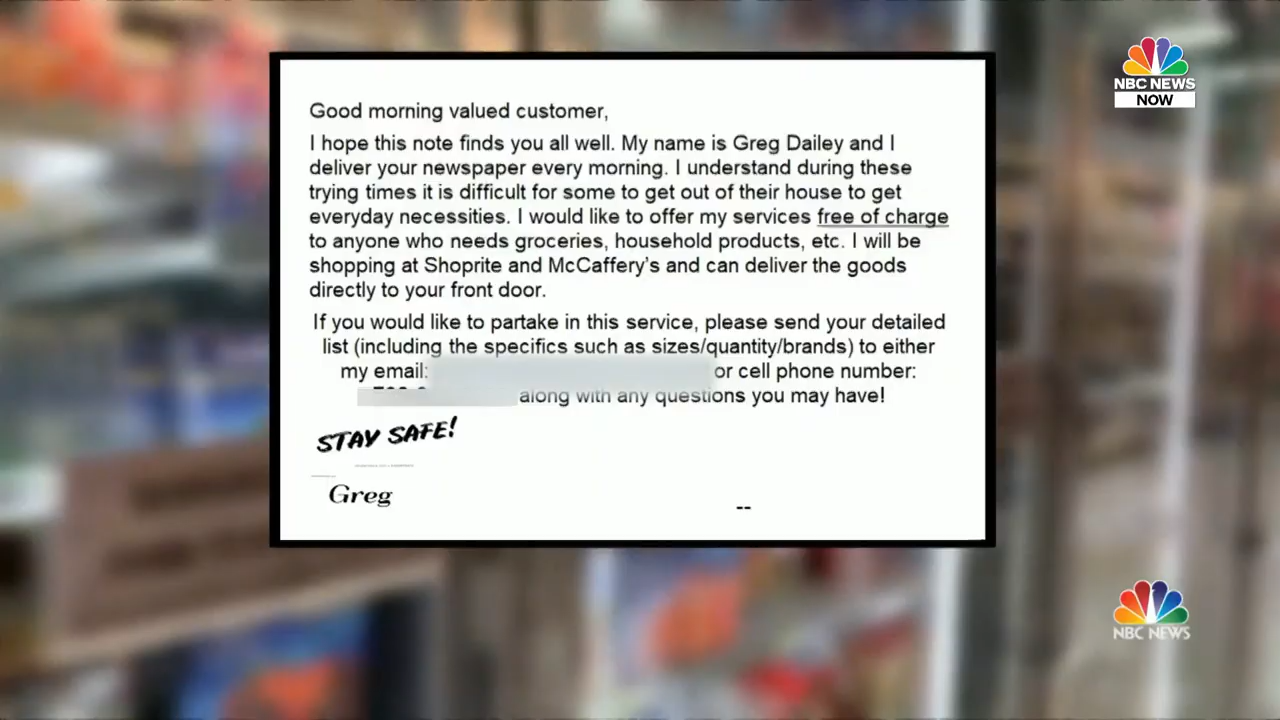 NBC NEWS
NOW
Good morning valued customer,
I hope this note finds you all well. My name is Greg Dailey and I
deliver your newspaper every morning. I understand during these
trying times it is difficult for some to get out of their house to get
everyday necessities. I would like to offer my services free of charge
to anyone who needs groceries, household products, etc. I will be
shopping at Shoprite and McCaffery's and can deliver the goods
directly to your front door.
If you would like to partake in this service, please send your detailed
list (including the specifics such as sizes/quantity/brands) to either
my email: or cell phone number:
along with any questions you may have!
STAY SAFE!
Greg
--
NBC NEWS